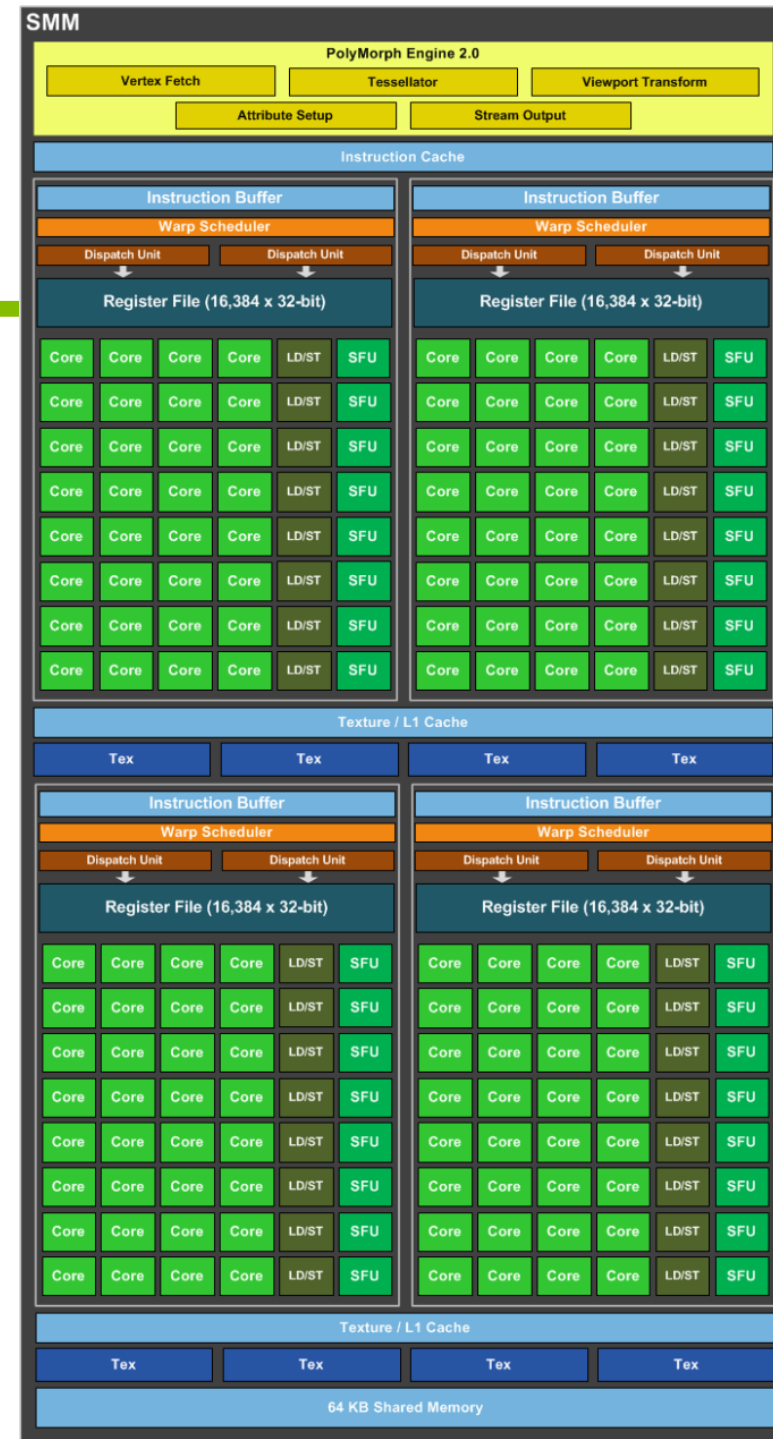 SMM
PolyMorph Engine 2.0
Vertex Fetch Tessellator Viewport Transform
Attribute Setup Stream Output
Instruction Cache
Instruction Buffer Instruction Buffer
Warp Scheduler Warp Scheduler
Dispatch Unit Dispatch Unit Dispatch Unit Dispatch Unit
Register File (16,384 x 32-bit) Register File (16,384 x 32-bit)
Core Core Core Core LD/ST SFU Core Core Core Core LD/ST SFU
Core Core Core Core LD/ST SFU Core Core Core Core LD/ST SFU
Core Core Core Core LD/ST SFU Core Core Core Core LD/ST SFU
Core Core Core Core LD/ST SFU Core Core Core Core LD/ST SFU
Core Core Core Core LD/ST SFU Core Core Core Core LD/ST SFU
Core Core Core Core LD/ST SFU Core Core Core Core LD/ST SFU
Core Core Core Core LD/ST SFU Core Core Core Core LD/ST SFU
Core Core Core Core LD/ST SFU Core Core Core Core LD/ST SFU
Texture / L1 Cache
Tex Tex Tex Tex
Instruction Buffer Instruction Buffer
Warp Scheduler Warp Scheduler
Dispatch Unit Dispatch Unit Dispatch Unit Dispatch Unit
Register File (16,384 x 32-bit) Register File (16,384 x 32-bit)
Core Core Core Core LD/ST SFU Core Core Core Core LD/ST SFU
Core Core Core Core LD/ST SFU Core Core Core Core LD/ST SFU
Core Core Core Core LD/ST SFU Core Core Core Core LD/ST SFU
Core Core Core Core LD/ST SFU Core Core Core Core LD/ST SFU
Core Core Core Core LD/ST SFU Core Core Core Core LD/ST SFU
Core Core Core Core LD/ST SFU Core Core Core Core LD/ST SFU
Core Core Core Core LD/ST SFU Core Core Core Core LD/ST SFU
Core Core Core Core LD/ST SFU Core Core Core Core LD/ST SFU
Texture / L1 Cache
Tex Tex Tex Tex
64 KB Shared Memory